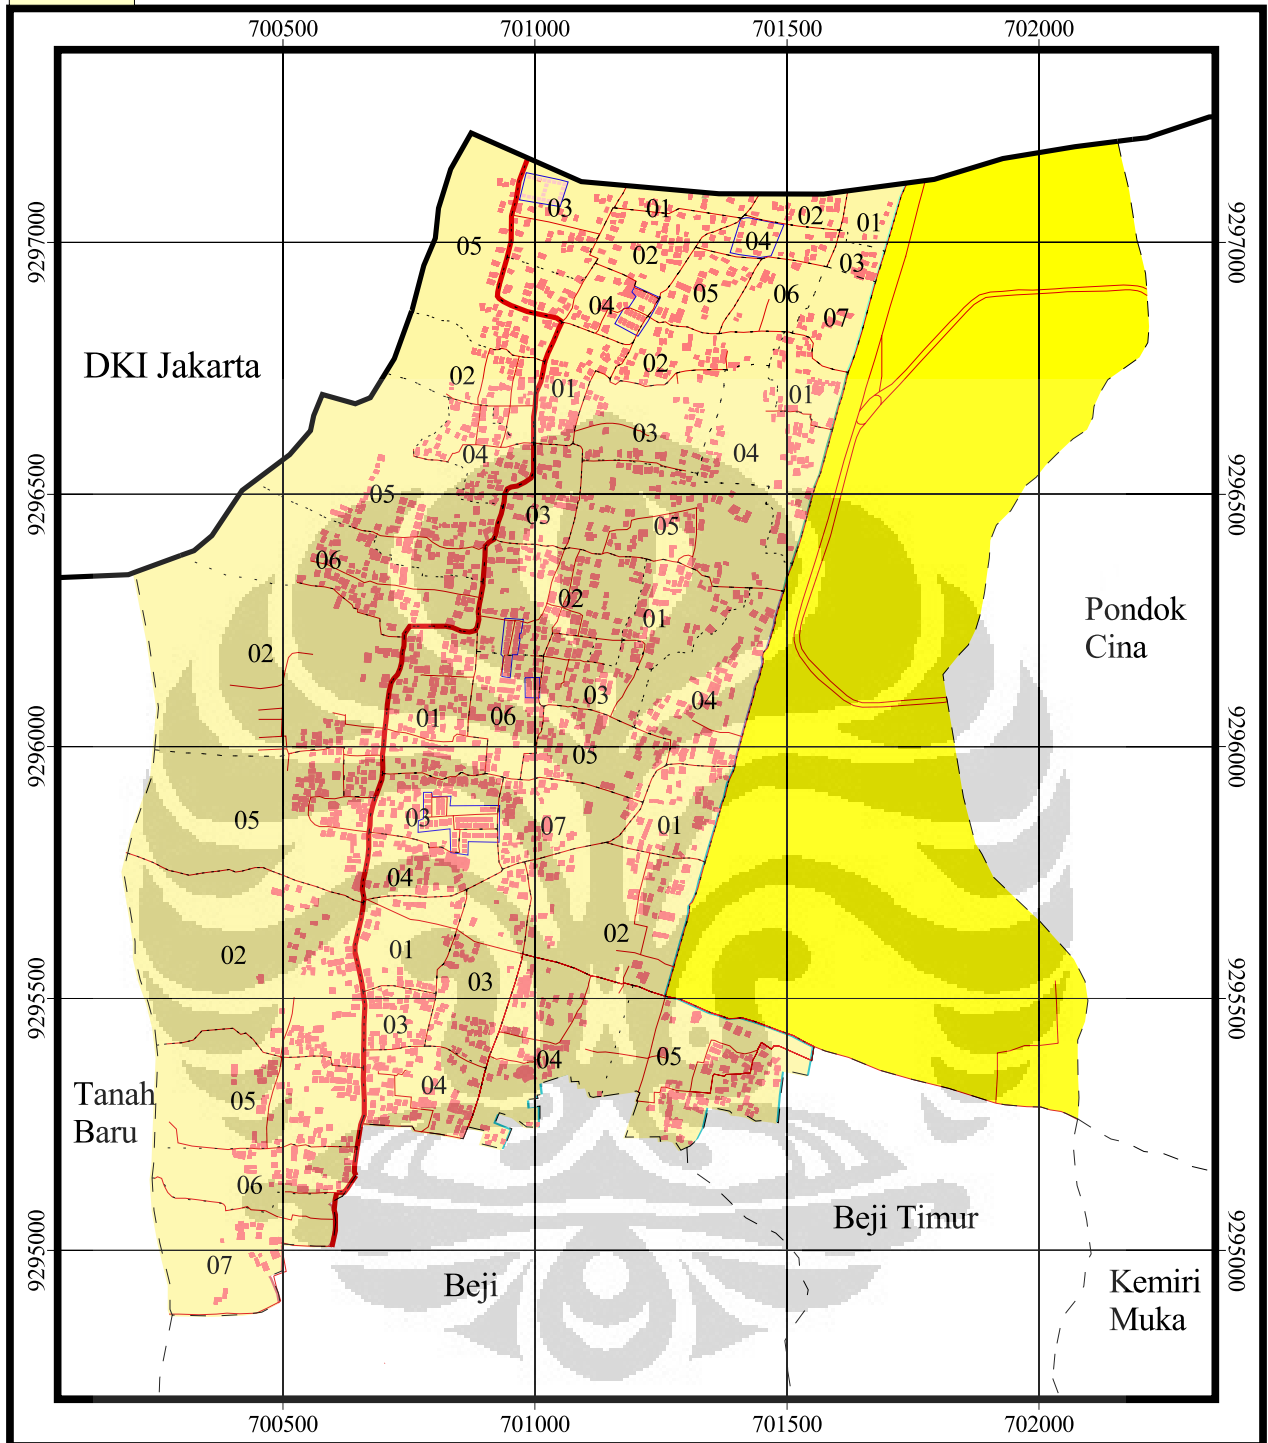 700500 701000 701500 702000
9297000
9297000
03 01 02 01
05 02 04 03
04 05 06 07
DKI Jakarta
02 01 02 01
04 03 04
9296500
9296500
05 03 05
06 02 01
Pondok
Cina
02 03 04
01 06
9296000
9296000
05
05 03 07 01
04
02 01 03 02
9295500
9295500
03 04 05
Tanah
Baru
05 04
06
Beji Timur
07
9295000
9295000
Beji
Kemiri
Muka
700500 701000 701500 702000